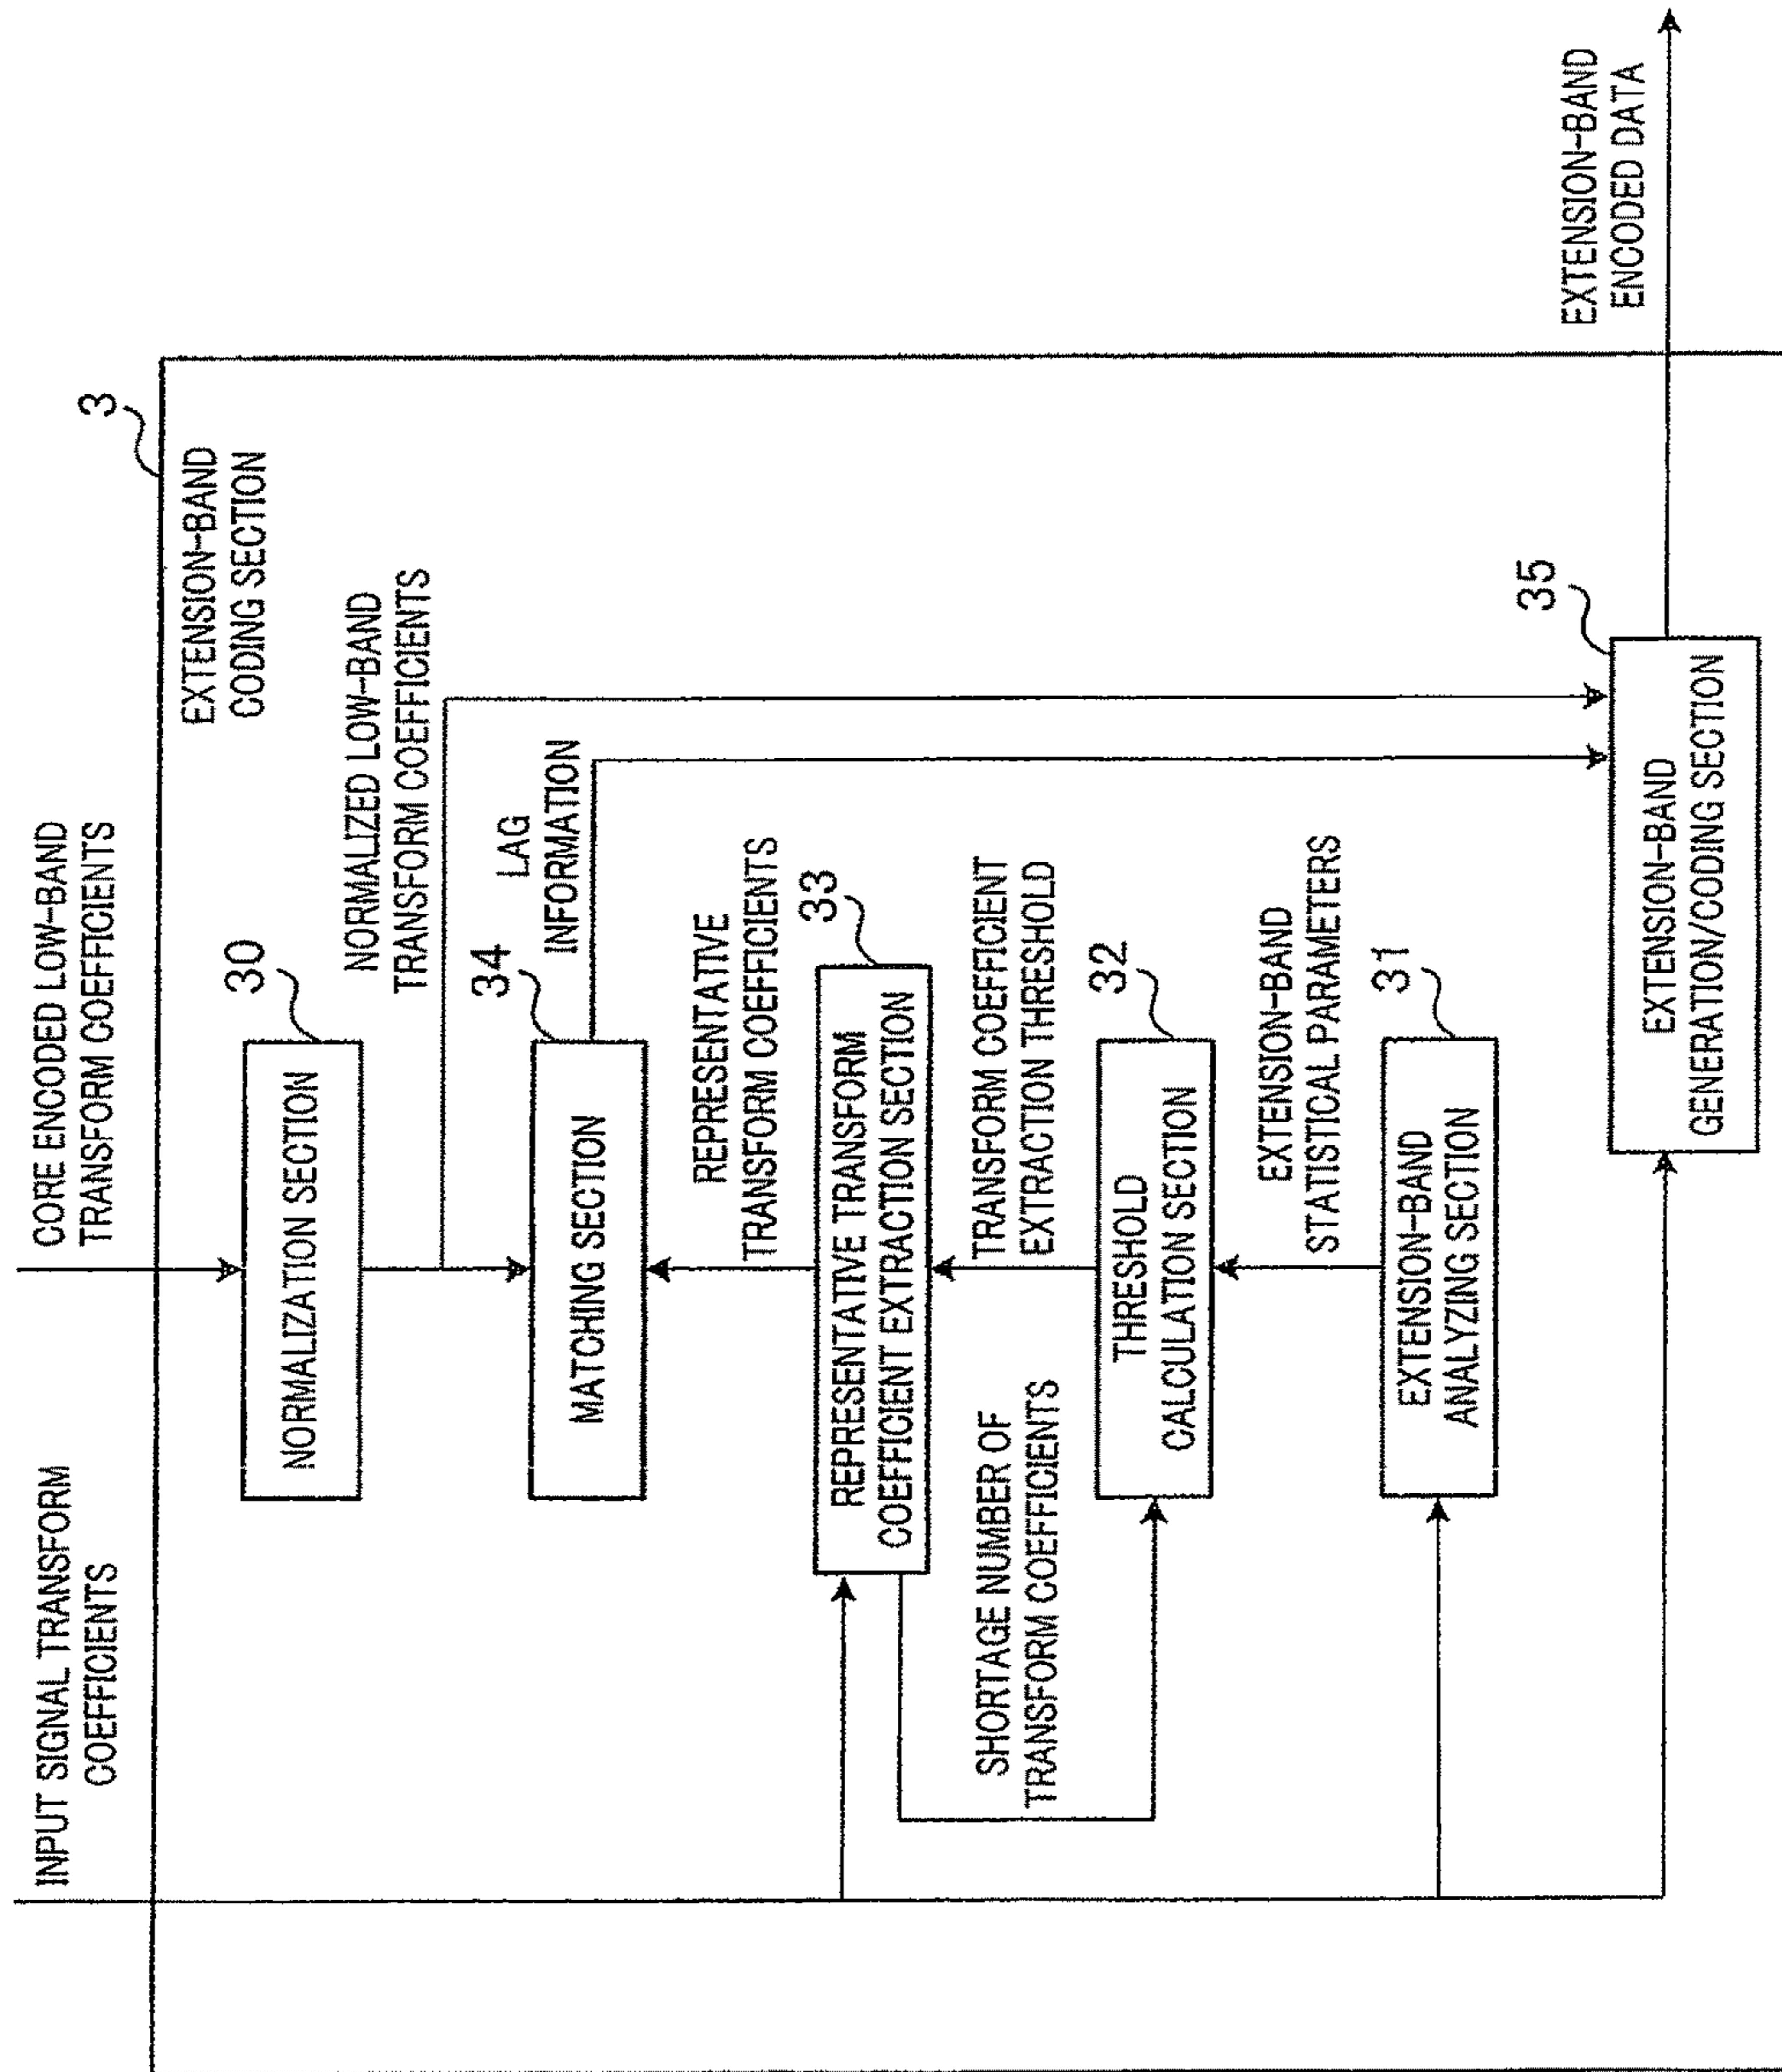 INPUT SIGNAL TRANSFORM
COEFFICIENTS
CORE ENCODED LOW-BAND
TRANSFORM COEFFICIENTS
3
EXTENSION-BAND
CODING SECTION
30
NORMALIZATION SECTION
NORMALIZED LOW-BAND
TRANSFORM COEFFICIENTS
34
MATCHING SECTION
LAG
INFORMATION
REPRESENTATIVE
TRANSFORM COEFFICIENTS
33
REPRESENTATIVE TRANSFORM
COEFFICIENT EXTRACTION SECTION
SHORTAGE NUMBER OF
TRANSFORM COEFFICIENTS
TRANSFORM COEFFICIENT
EXTRACTION THRESHOLD
32
THRESHOLD
CALCULATION SECTION
EXTENSION-BAND
STATISTICAL PARAMETERS
31
EXTENSION-BAND
ANALYZING SECTION
35
EXTENSION-BAND
GENERATION/CODING SECTION
EXTENSION-BAND
ENCODED DATA